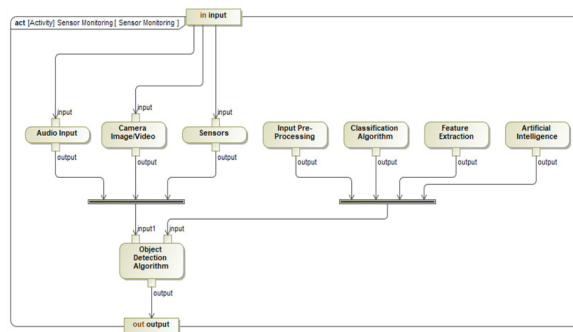 act [Activity] Sensor Monitoring [ Sensor Monitoring ]
in input
input
input
input
Audio Input
Camera
Image/Video
Sensors
Input Pre-
Processing
Classification
Algorithm
Feature
Extraction
Artificial
Intelligence
output
output
output
output
output
output
output
input1
input
Object
Detection
Algorithm
output
out output